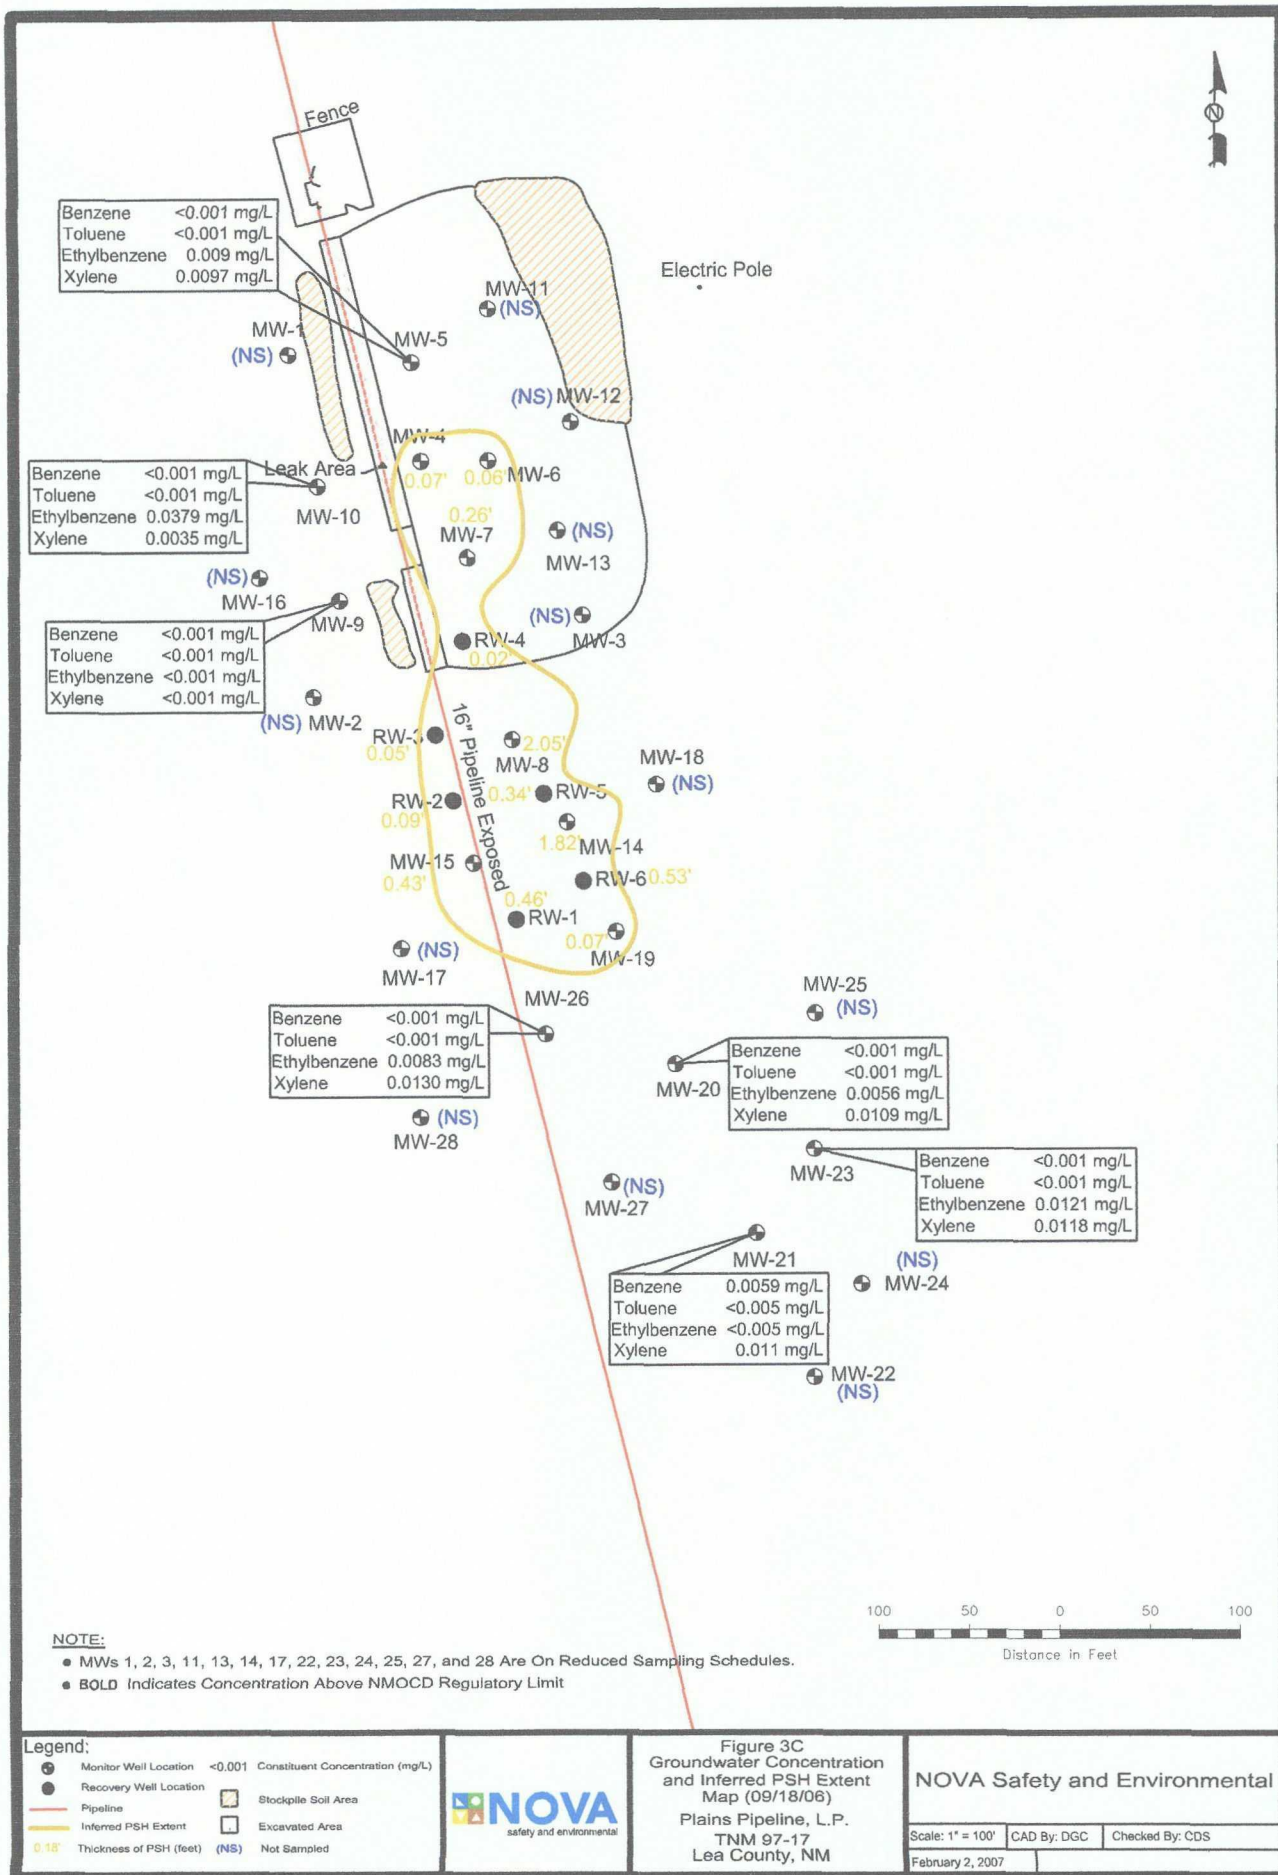 Fence
Benzene <0.001 mg/L
Toluene <0.001 mg/L
Ethylbenzene 0.009 mg/L
Xylene 0.0097 mg/L
Electric Pole
MW-11
(NS)
MW-1
(NS)
MW-5
(NS) MW-12
MW-4
0.07'
0.06' MW-6
Leak Area
Benzene <0.001 mg/L
Toluene <0.001 mg/L
Ethylbenzene 0.0379 mg/L
Xylene 0.0035 mg/L
MW-10
0.26'
MW-7
(NS)
MW-13
(NS)
MW-16
MW-9
(NS)
MW-3
RW-4
0.02'
Benzene <0.001 mg/L
Toluene <0.001 mg/L
Ethylbenzene <0.001 mg/L
Xylene <0.001 mg/L
(NS) MW-2
16" Pipeline Exposed
RW-3
0.05'
2.05'
MW-8
MW-18
(NS)
RW-2
0.09'
0.34' RW-5
1.82' MW-14
MW-15
0.43'
RW-6 0.53'
0.46'
RW-1
0.07'
MW-19
(NS)
MW-17
MW-26
MW-25
(NS)
Benzene <0.001 mg/L
Toluene <0.001 mg/L
Ethylbenzene 0.0083 mg/L
Xylene 0.0130 mg/L
MW-20
Benzene <0.001 mg/L
Toluene <0.001 mg/L
Ethylbenzene 0.0056 mg/L
Xylene 0.0109 mg/L
(NS)
MW-28
MW-23
Benzene <0.001 mg/L
Toluene <0.001 mg/L
Ethylbenzene 0.0121 mg/L
Xylene 0.0118 mg/L
(NS)
MW-27
MW-21
(NS)
MW-24
Benzene 0.0059 mg/L
Toluene <0.005 mg/L
Ethylbenzene <0.005 mg/L
Xylene 0.011 mg/L
MW-22
(NS)
100 50 0 50 100
Distance in Feet
NOTE:
● MWs 1, 2, 3, 11, 13, 14, 17, 22, 23, 24, 25, 27, and 28 Are On Reduced Sampling Schedules.
● BOLD Indicates Concentration Above NMOCD Regulatory Limit
Legend:
Monitor Well Location <0.001 Constituent Concentration (mg/L)
Recovery Well Location
Stockpile Soil Area
Pipeline
Inferred PSH Extent
Excavated Area
0.18' Thickness of PSH (feet) (NS) Not Sampled
NOVA
safety and environmental
Figure 3C
Groundwater Concentration
and Inferred PSH Extent
Map (09/18/06)
Plains Pipeline, L.P.
TNM 97-17
Lea County, NM
NOVA Safety and Environmental
Scale: 1" = 100' CAD By: DGC Checked By: CDS
February 2, 2007
N